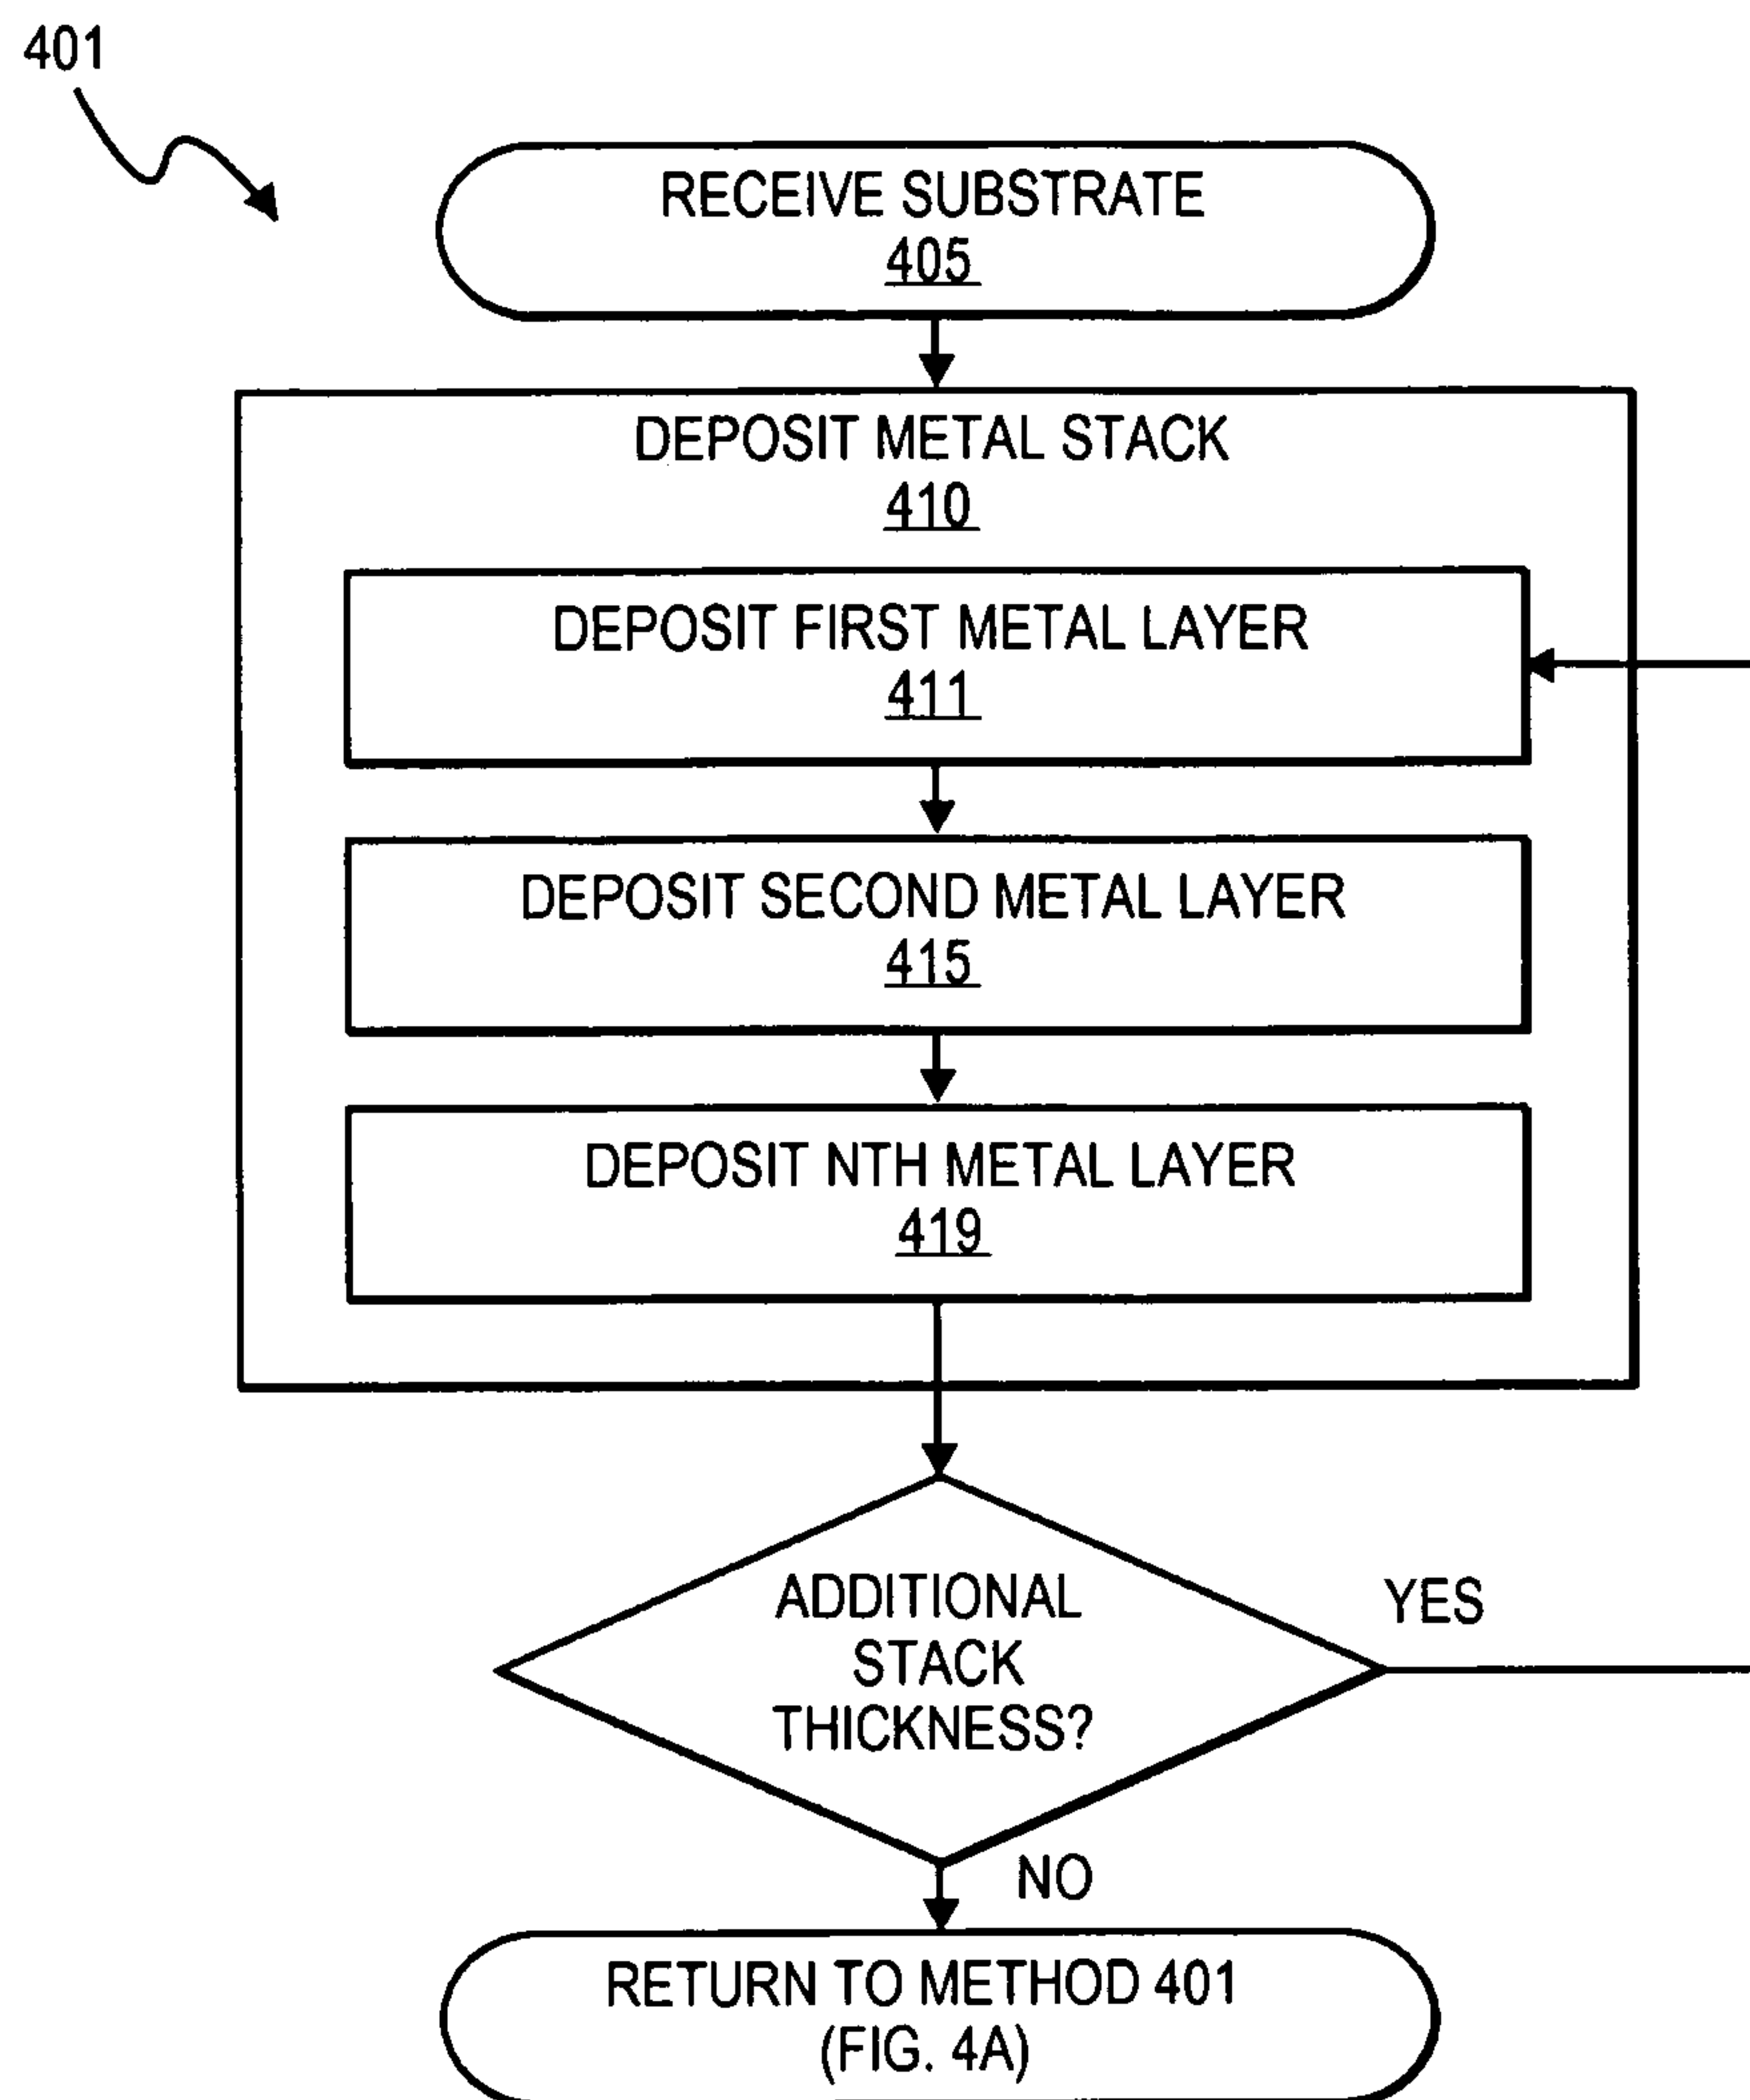 401
RECEIVE SUBSTRATE
405
DEPOSIT METAL STACK
410
DEPOSIT FIRST METAL LAYER
411
DEPOSIT SECOND METAL LAYER
415
DEPOSIT NTH METAL LAYER
419
ADDITIONAL
STACK
THICKNESS?
YES
NO
RETURN TO METHOD 401
(FIG. 4A)